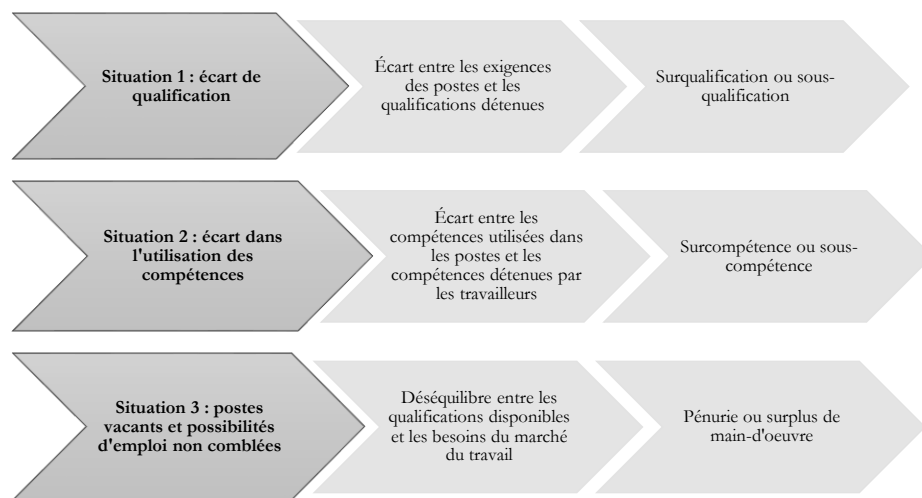 Situation 1 : écart de
qualification
Écart entre les exigences
des postes et les
qualifications détenues
Surqualification ou sous-
qualification
Situation 2 : écart dans
l'utilisation des
compétences
Écart entre les
compétences utilisées dans
les postes et les
compétences détenues par
les travailleurs
Surcompétence ou sous-
compétence
Situation 3 : postes
vacants et possibilités
d'emploi non comblées
Déséquilibre entre les
qualifications disponibles
et les besoins du marché
du travail
Pénurie ou surplus de
main-d'oeuvre